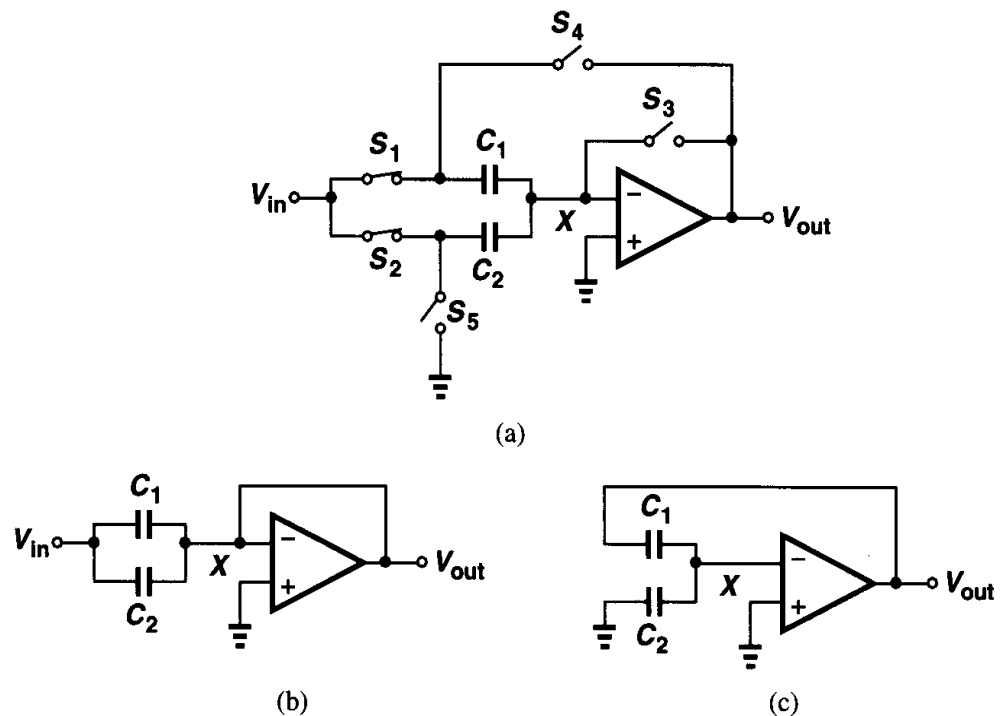 S4
S3
S1
C1
Vin
X
−
+
Vout
S2
C2
S5
(a)
C1
Vin
X
−
+
Vout
C2
(b)
C1
X
−
+
Vout
C2
(c)